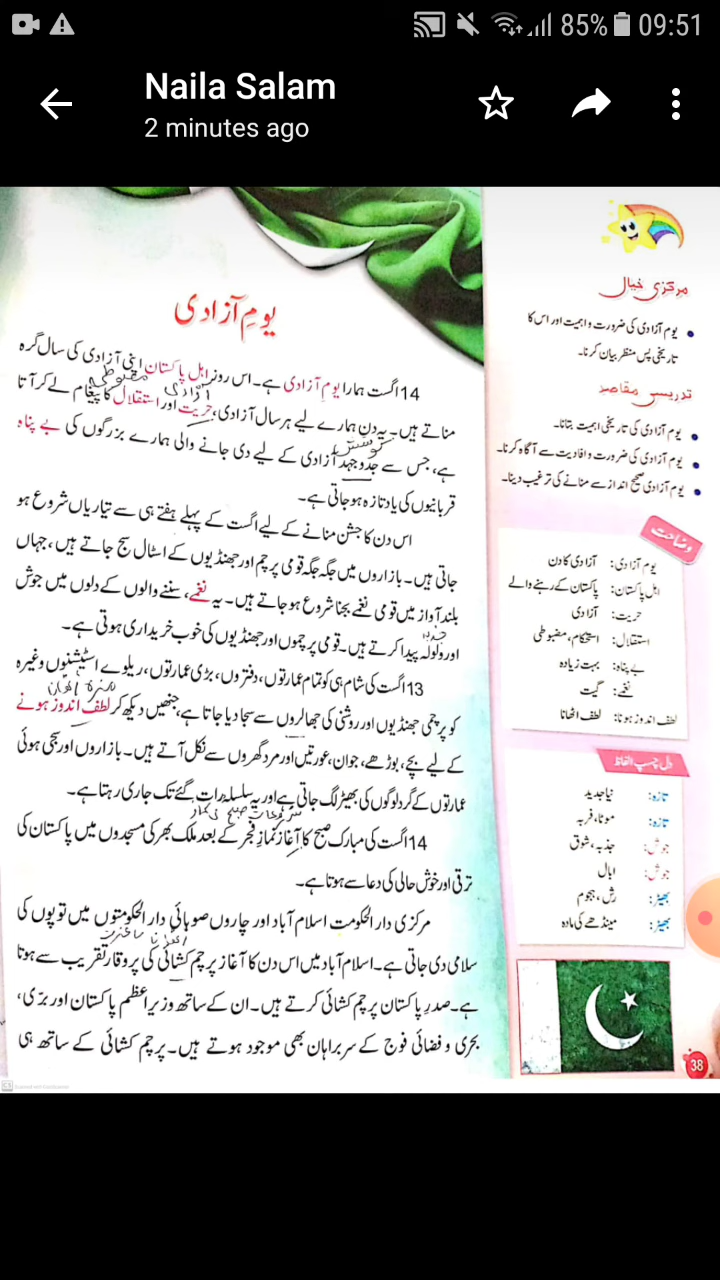 09:51
85%
Naila Salam
2 minutes ago
یومِ آزادی
14 اگست ہمارا یومِ آزادی ہے۔ اس روز اہلِ پاکستان اپنی آزادی کی سال گرہ
آزادی مضبوطی
مناتے ہیں۔ یہ دن ہمارے لیے ہر سال آزادی، حریت اور استقلال کا پیغام لے کر آتا
کوشش
ہے، جس سے جدوجہد آزادی کے لیے دی جانے والی ہمارے بزرگوں کی بے پناہ
قربانیوں کی یاد تازہ ہو جاتی ہے۔
اس دن کا جشن منانے کے لیے اگست کے پہلے ہفتے ہی سے تیاریاں شروع ہو
جاتی ہیں۔ بازاروں میں جگہ جگہ قومی پرچم اور جھنڈیوں کے اسٹال سج جاتے ہیں، جہاں
بلند آواز میں قومی نغمے بجنا شروع ہو جاتے ہیں۔ یہ نغمے، سننے والوں کے دلوں میں جوش
جذبہ
اور ولولہ پیدا کرتے ہیں۔ قومی پرچموں اور جھنڈیوں کی خوب خریداری ہوتی ہے۔
13 اگست کی شام ہی کو تمام عمارتوں، دفتروں، بڑی عمارتوں، ریلوے اسٹیشنوں وغیرہ
مزہ اٹھانا
کو پرچمی جھنڈیوں اور روشنی کی جھالروں سے سجا دیا جاتا ہے، جنھیں دیکھ کر لطف اندوز ہونے
کے لیے بچے، بوڑھے، جوان، عورتیں اور مرد گھروں سے نکل آتے ہیں۔ بازاروں اور سجی ہوئی
عمارتوں کے گرد لوگوں کی بھیڑ لگ جاتی ہے اور یہ سلسلہ رات گئے تک جاری رہتا ہے۔
صبح کی نماز
14 اگست کی مبارک صبح کا آغاز نمازِ فجر کے بعد ملک بھر کی مسجدوں میں پاکستان کی
ترقی اور خوش حالی کی دعا سے ہوتا ہے۔
مرکزی دارالحکومت اسلام آباد اور چاروں صوبائی دارالحکومتوں میں توپوں کی
سلامی دی جاتی ہے۔ اسلام آباد میں اس دن کا آغاز پرچم کشائی کی پروقار تقریب سے ہوتا
ہے۔ صدرِ پاکستان پرچم کشائی کرتے ہیں۔ ان کے ساتھ وزیرِ اعظم پاکستان اور برّی،
بحری و فضائی فوج کے سربراہان بھی موجود ہوتے ہیں۔ پرچم کشائی کے ساتھ ہی
مرکزی خیال
یومِ آزادی کی ضرورت و اہمیت اور اس کا
تاریخی پس منظر بیان کرنا۔
تدریسی مقاصد
یومِ آزادی کی تاریخی اہمیت بتانا۔
یومِ آزادی کی ضرورت و افادیت سے آگاہ کرنا۔
یومِ آزادی صحیح انداز سے منانے کی ترغیب دینا۔
وضاحت
یومِ آزادی: آزادی کا دن
اہلِ پاکستان: پاکستان کے رہنے والے
حریت: آزادی
استقلال: استحکام، مضبوطی
بے پناہ: بہت زیادہ
نغمے: گیت
لطف اندوز ہونا: لطف اٹھانا
دل چسپ الفاظ
تازہ: نیا جدید
تازہ: موٹا، فربہ
جوش: جذبہ، شوق
جوش: ابال
بھیڑ: رش، ہجوم
بھیڑ: مینڈھے کی مادہ
38
CS Scanned with CamScanner